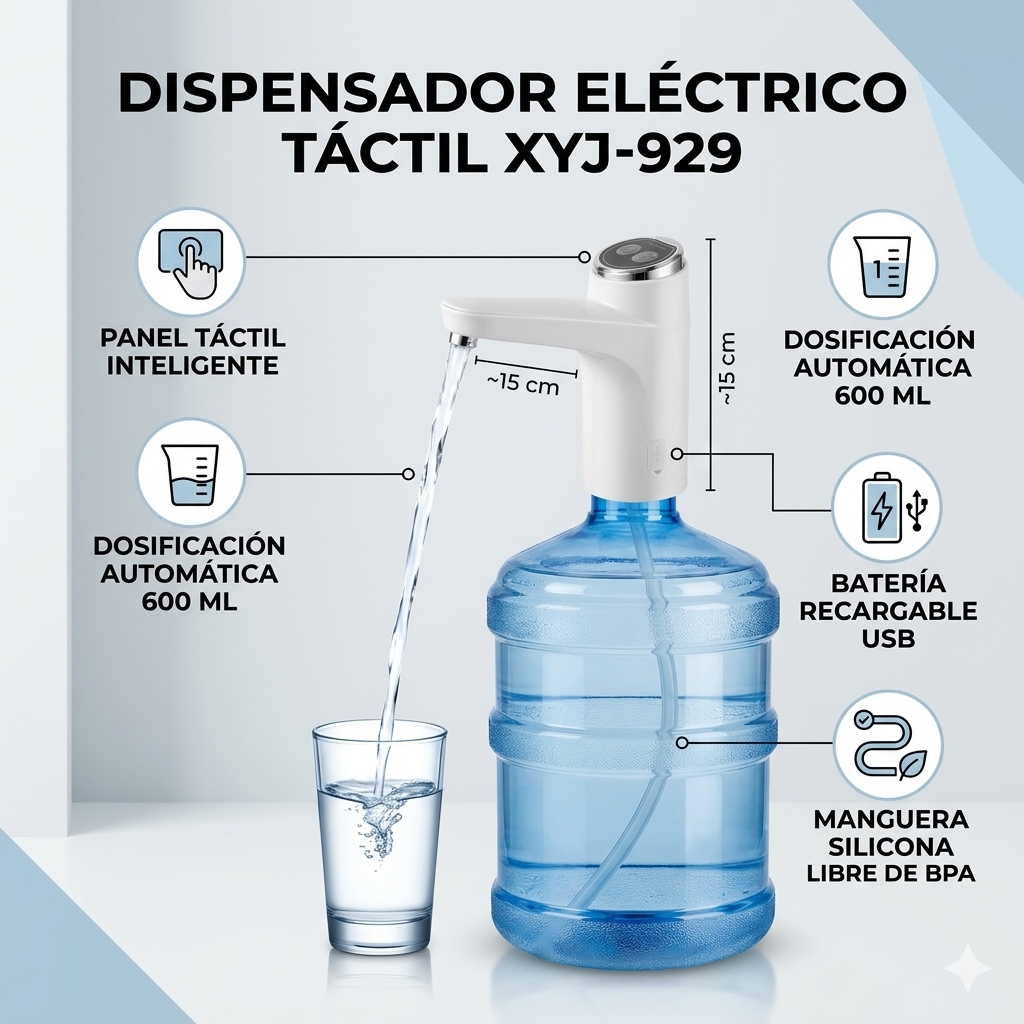 DISPENSADOR ELÉCTRICO
TÁCTIL XYJ-929
PANEL TÁCTIL
INTELIGENTE
~15 cm
~15 cm
1
DOSIFICACIÓN
AUTOMÁTICA
600 ML
DOSIFICACIÓN
AUTOMÁTICA
600 ML
BATERÍA
RECARGABLE
USB
MANGUERA
SILICONA
LIBRE DE BPA